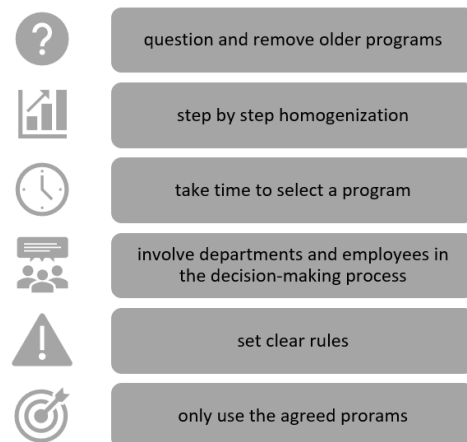 question and remove older programs
step by step homogenization
take time to select a program
involve departments and employees in
the decision-making process
set clear rules
only use the agreed prorams